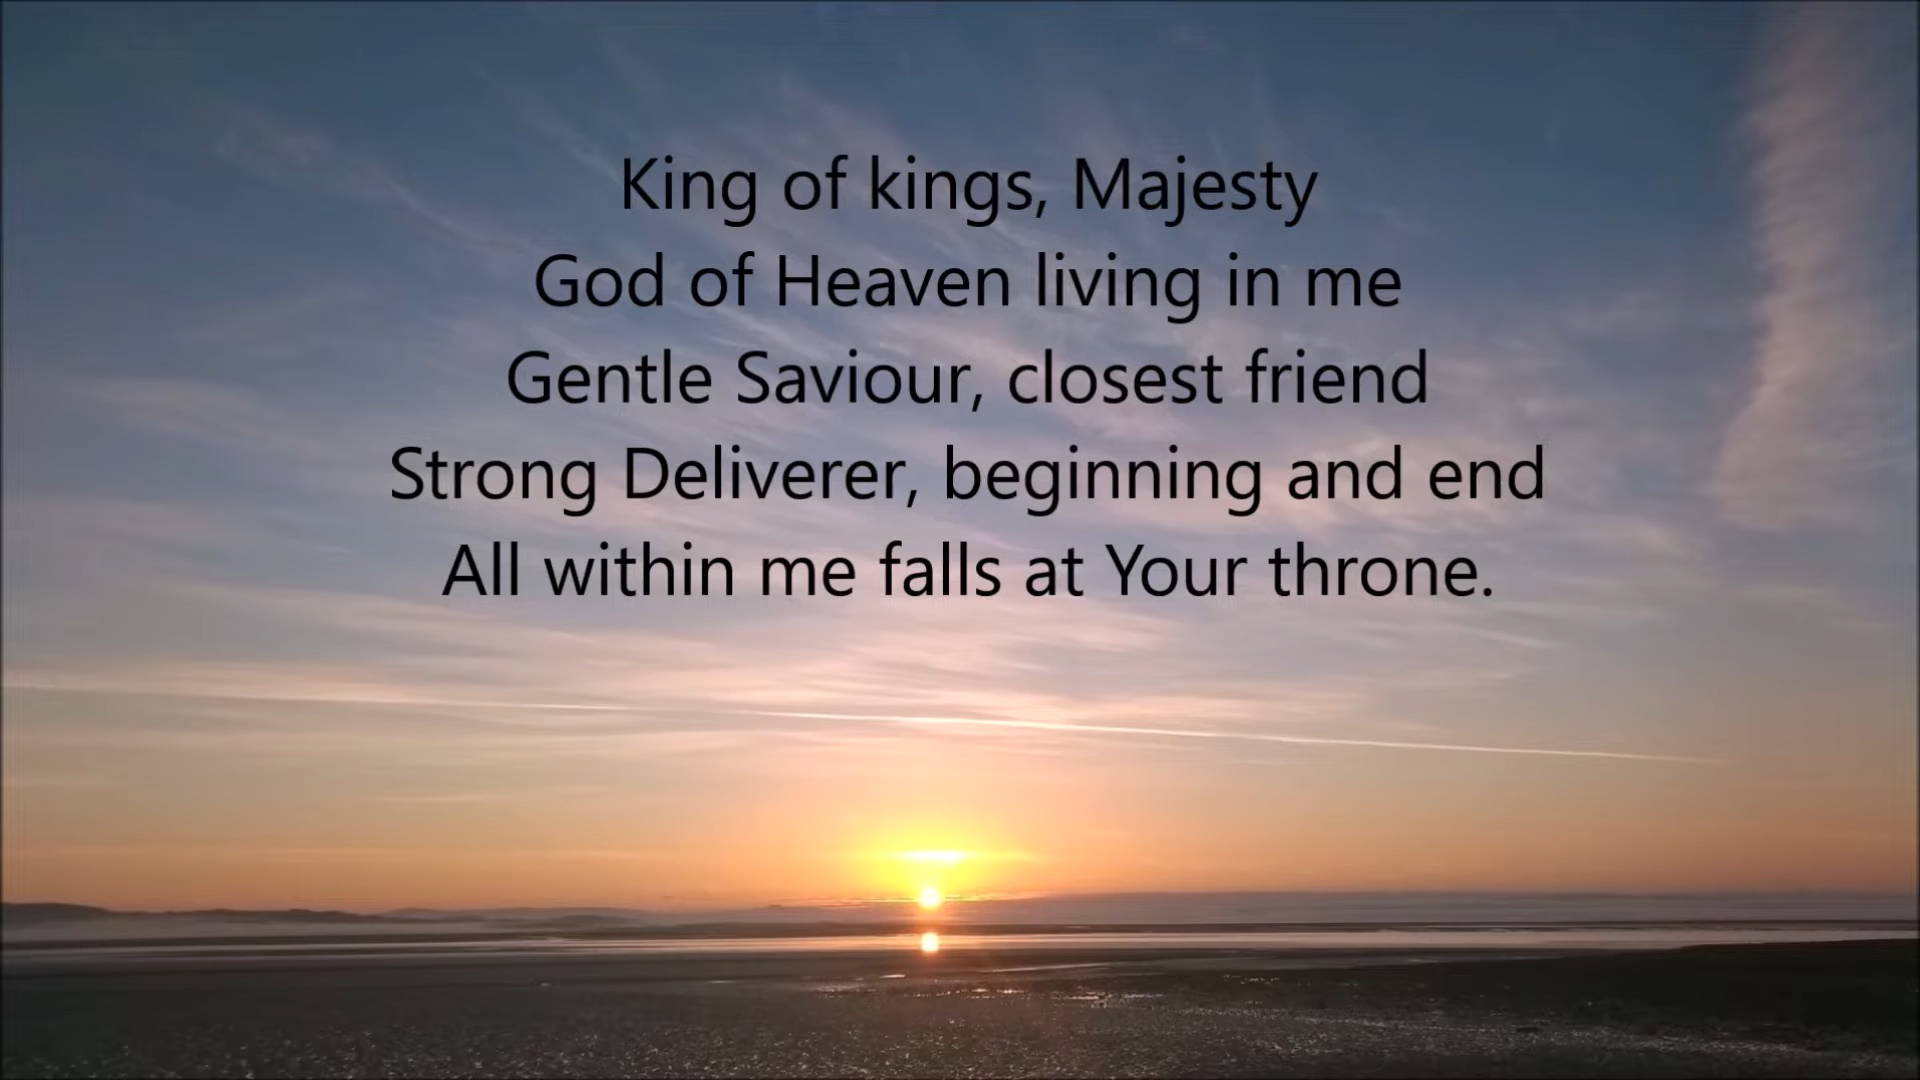 King of kings, Majesty
God of Heaven living in me
Gentle Saviour, closest friend
Strong Deliverer, beginning and end
All within me falls at Your throne.